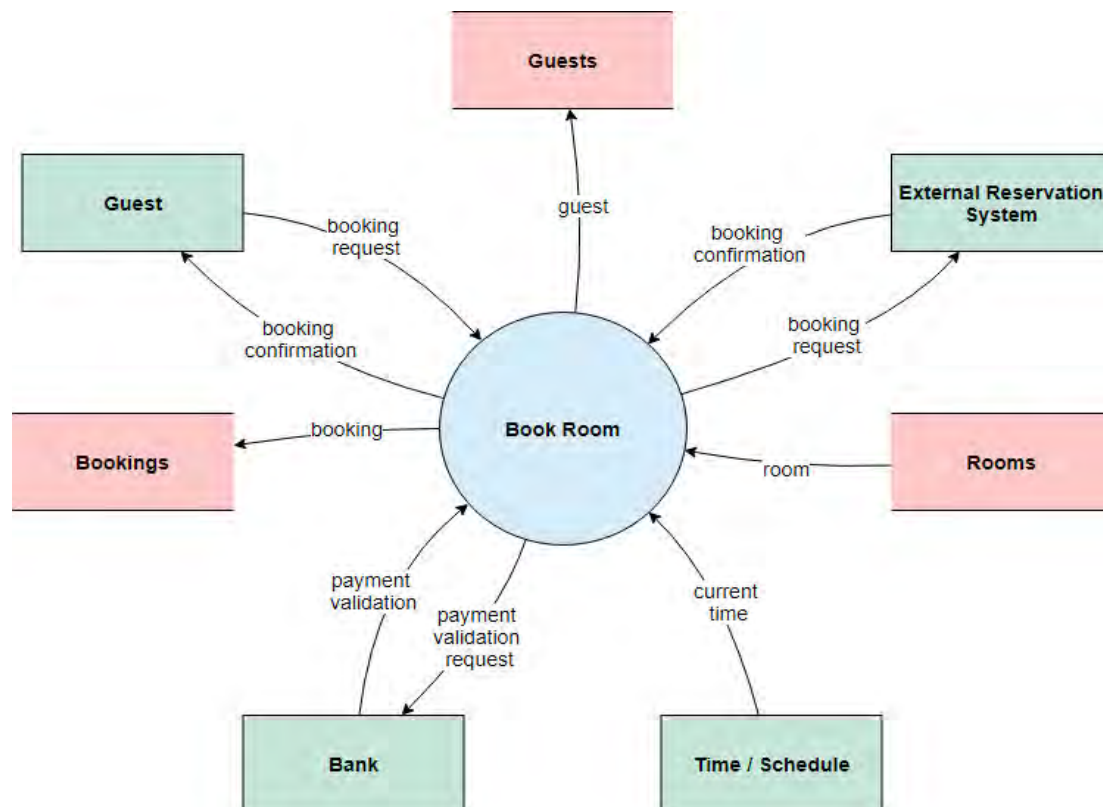 Guests
Guest
External Reservation
System
booking
request
guest
booking
confirmation
booking
confirmation
booking
request
Bookings
booking
Book Room
room
Rooms
payment
validation
payment
validation
request
current
time
Bank
Time / Schedule